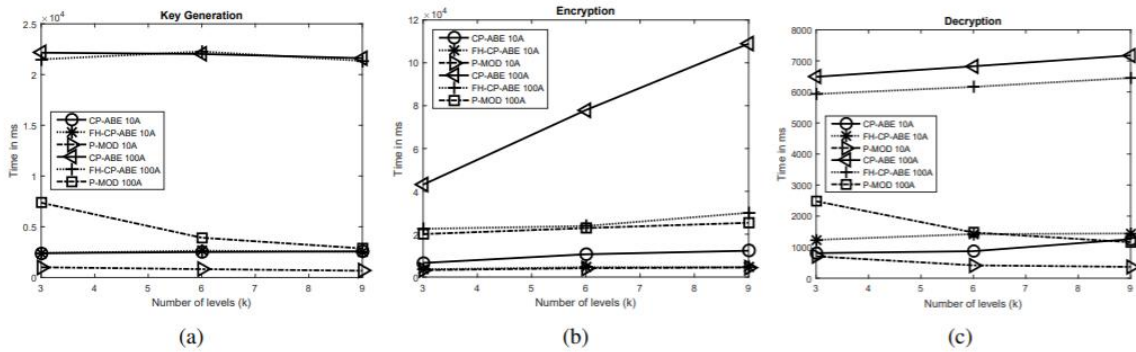 Key Generation
2.5 ×10^4
2
1.5
1
0.5
0
Time in ms
CP-ABE 10A
FH-CP-ABE 10A
P-MOD 10A
CP-ABE 100A
FH-CP-ABE 100A
P-MOD 100A
3 4 5 6 7 8 9
Number of levels (k)
(a)
Encryption
12 ×10^4
10
8
6
4
2
0
Time in ms
CP-ABE 10A
FH-CP-ABE 10A
P-MOD 10A
CP-ABE 100A
FH-CP-ABE 100A
P-MOD 100A
3 4 5 6 7 8 9
Number of levels (k)
(b)
Decryption
8000
7000
6000
5000
4000
3000
2000
1000
0
Time in ms
CP-ABE 10A
FH-CP-ABE 10A
P-MOD 10A
CP-ABE 100A
FH-CP-ABE 100A
P-MOD 100A
3 4 5 6 7 8 9
Number of levels (k)
(c)